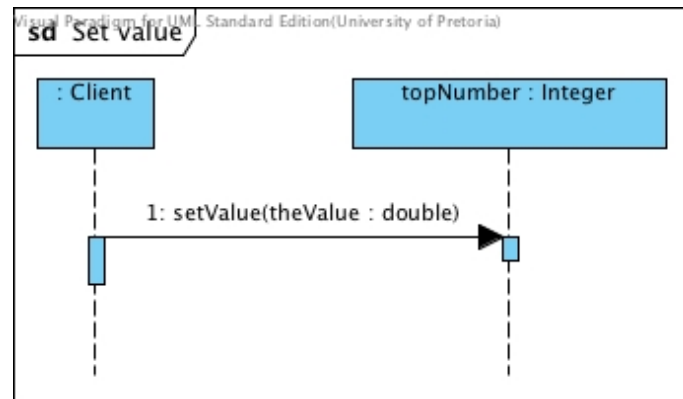 Visual Paradigm for UML Standard Edition(University of Pretoria)
sd Set value
: Client
topNumber : Integer
1: setValue(theValue : double)